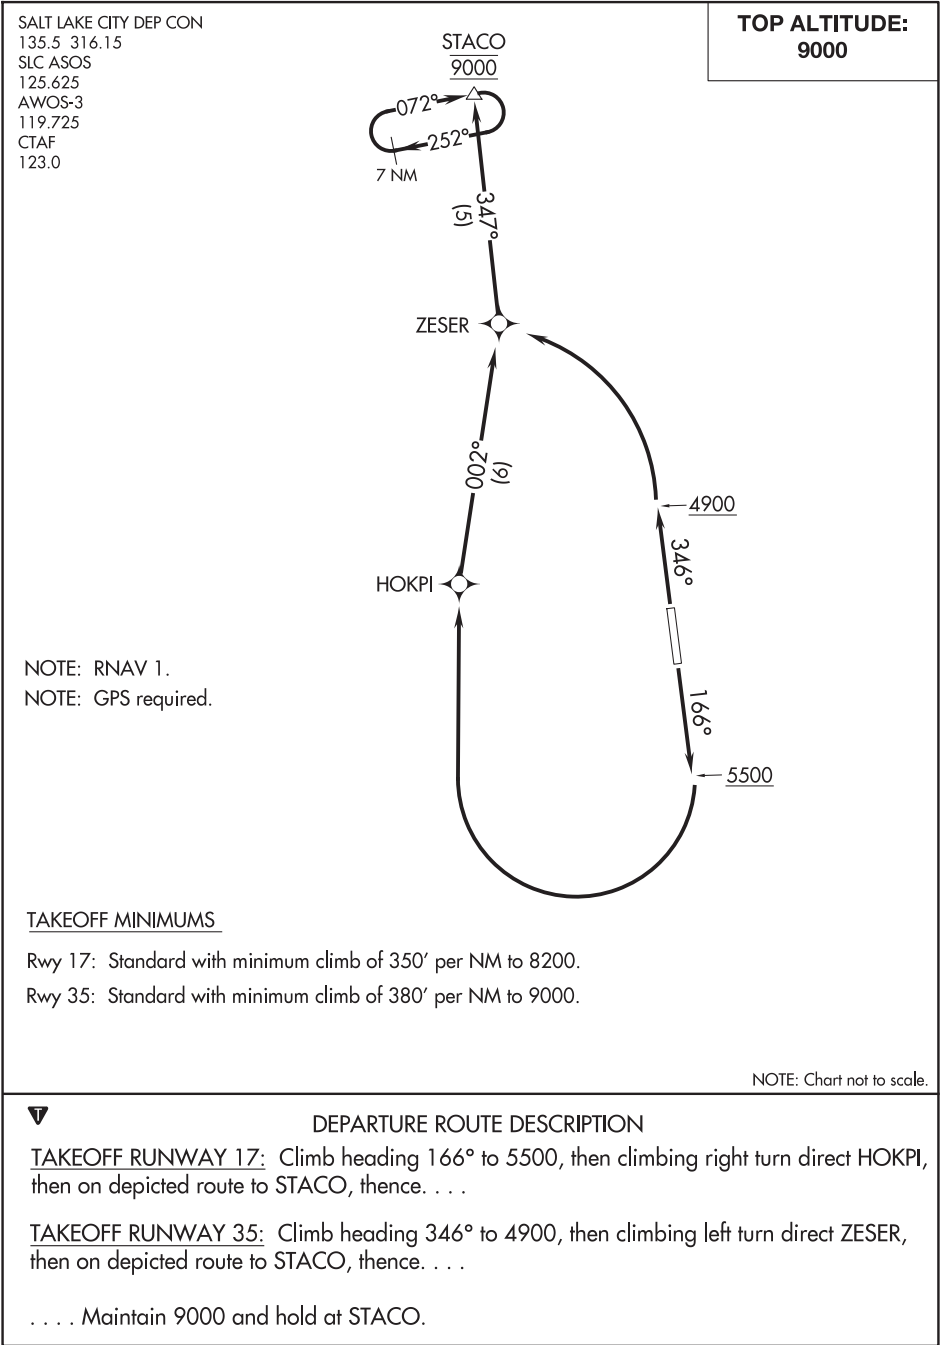 SALT LAKE CITY DEP CON
135.5 316.15
SLC ASOS
125.625
AWOS-3
119.725
CTAF
123.0
TOP ALTITUDE:
9000
STACO
9000
072°
252°
7 NM
347°
(5)
ZESER
002°
(9)
4900
346°
HOKPI
166°
5500
NOTE: RNAV 1.
NOTE: GPS required.
TAKEOFF MINIMUMS
Rwy 17: Standard with minimum climb of 350' per NM to 8200.
Rwy 35: Standard with minimum climb of 380' per NM to 9000.
NOTE: Chart not to scale.
T
DEPARTURE ROUTE DESCRIPTION
TAKEOFF RUNWAY 17: Climb heading 166° to 5500, then climbing right turn direct HOKPI,
then on depicted route to STACO, thence. . . .
TAKEOFF RUNWAY 35: Climb heading 346° to 4900, then climbing left turn direct ZESER,
then on depicted route to STACO, thence. . . .
. . . . Maintain 9000 and hold at STACO.